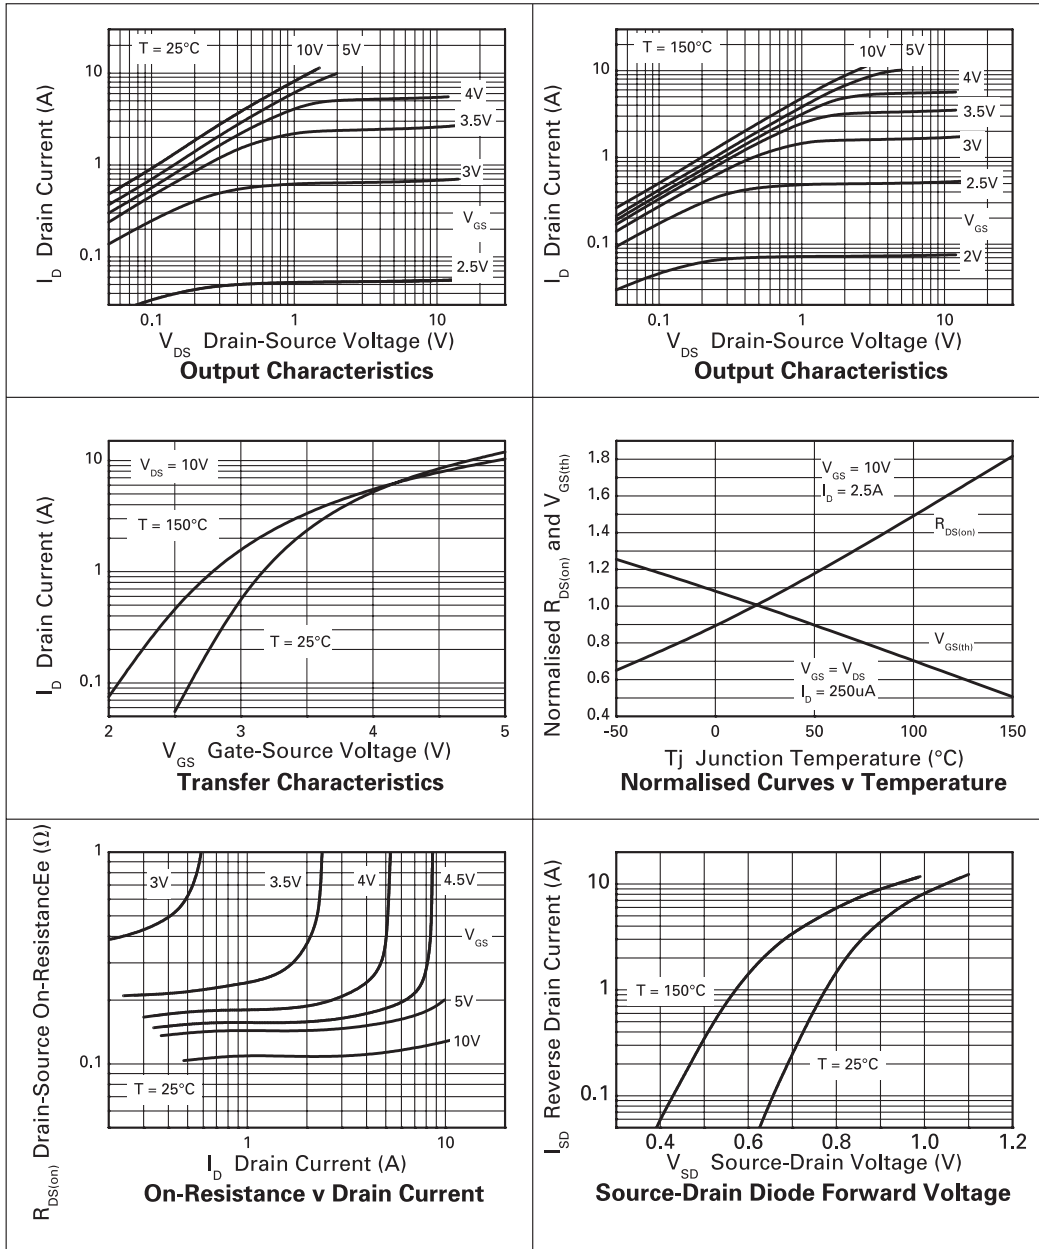 T = 25°C
10V 5V
4V
3.5V
3V
V_GS
2.5V
10
1
0.1
I_D Drain Current (A)
0.1 1 10
V_DS Drain-Source Voltage (V)
Output Characteristics
T = 150°C
10V 5V
4V
3.5V
3V
2.5V
V_GS
2V
10
1
0.1
I_D Drain Current (A)
0.1 1 10
V_DS Drain-Source Voltage (V)
Output Characteristics
V_DS = 10V
T = 150°C
T = 25°C
10
1
0.1
I_D Drain Current (A)
2 3 4 5
V_GS Gate-Source Voltage (V)
Transfer Characteristics
V_GS = 10V
I_D = 2.5A
R_DS(on)
V_GS(th)
V_GS = V_DS
I_D = 250uA
1.8
1.6
1.4
1.2
1.0
0.8
0.6
0.4
Normalised R_DS(on) and V_GS(th)
-50 0 50 100 150
Tj Junction Temperature (°C)
Normalised Curves v Temperature
3V 3.5V 4V 4.5V
V_GS
5V
10V
T = 25°C
1
0.1
R_DS(on) Drain-Source On-ResistancEe (Ω)
1 10
I_D Drain Current (A)
On-Resistance v Drain Current
T = 150°C
T = 25°C
10
1
0.1
I_SD Reverse Drain Current (A)
0.4 0.6 0.8 1.0 1.2
V_SD Source-Drain Voltage (V)
Source-Drain Diode Forward Voltage